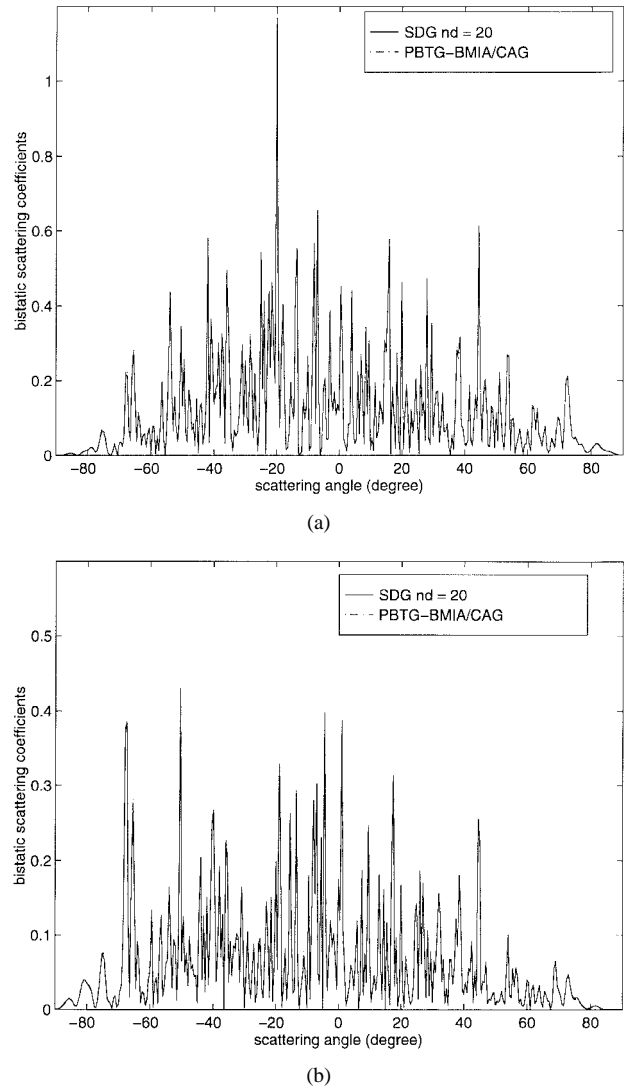 SDG nd = 20
PBTG-BMIA/CAG
1
0.8
0.6
0.4
0.2
0
bistatic scattering coefficients
-80 -60 -40 -20 0 20 40 60 80
scattering angle (degree)
(a)
SDG nd = 20
PBTG-BMIA/CAG
0.5
0.4
0.3
0.2
0.1
0
bistatic scattering coefficients
-80 -60 -40 -20 0 20 40 60 80
scattering angle (degree)
(b)